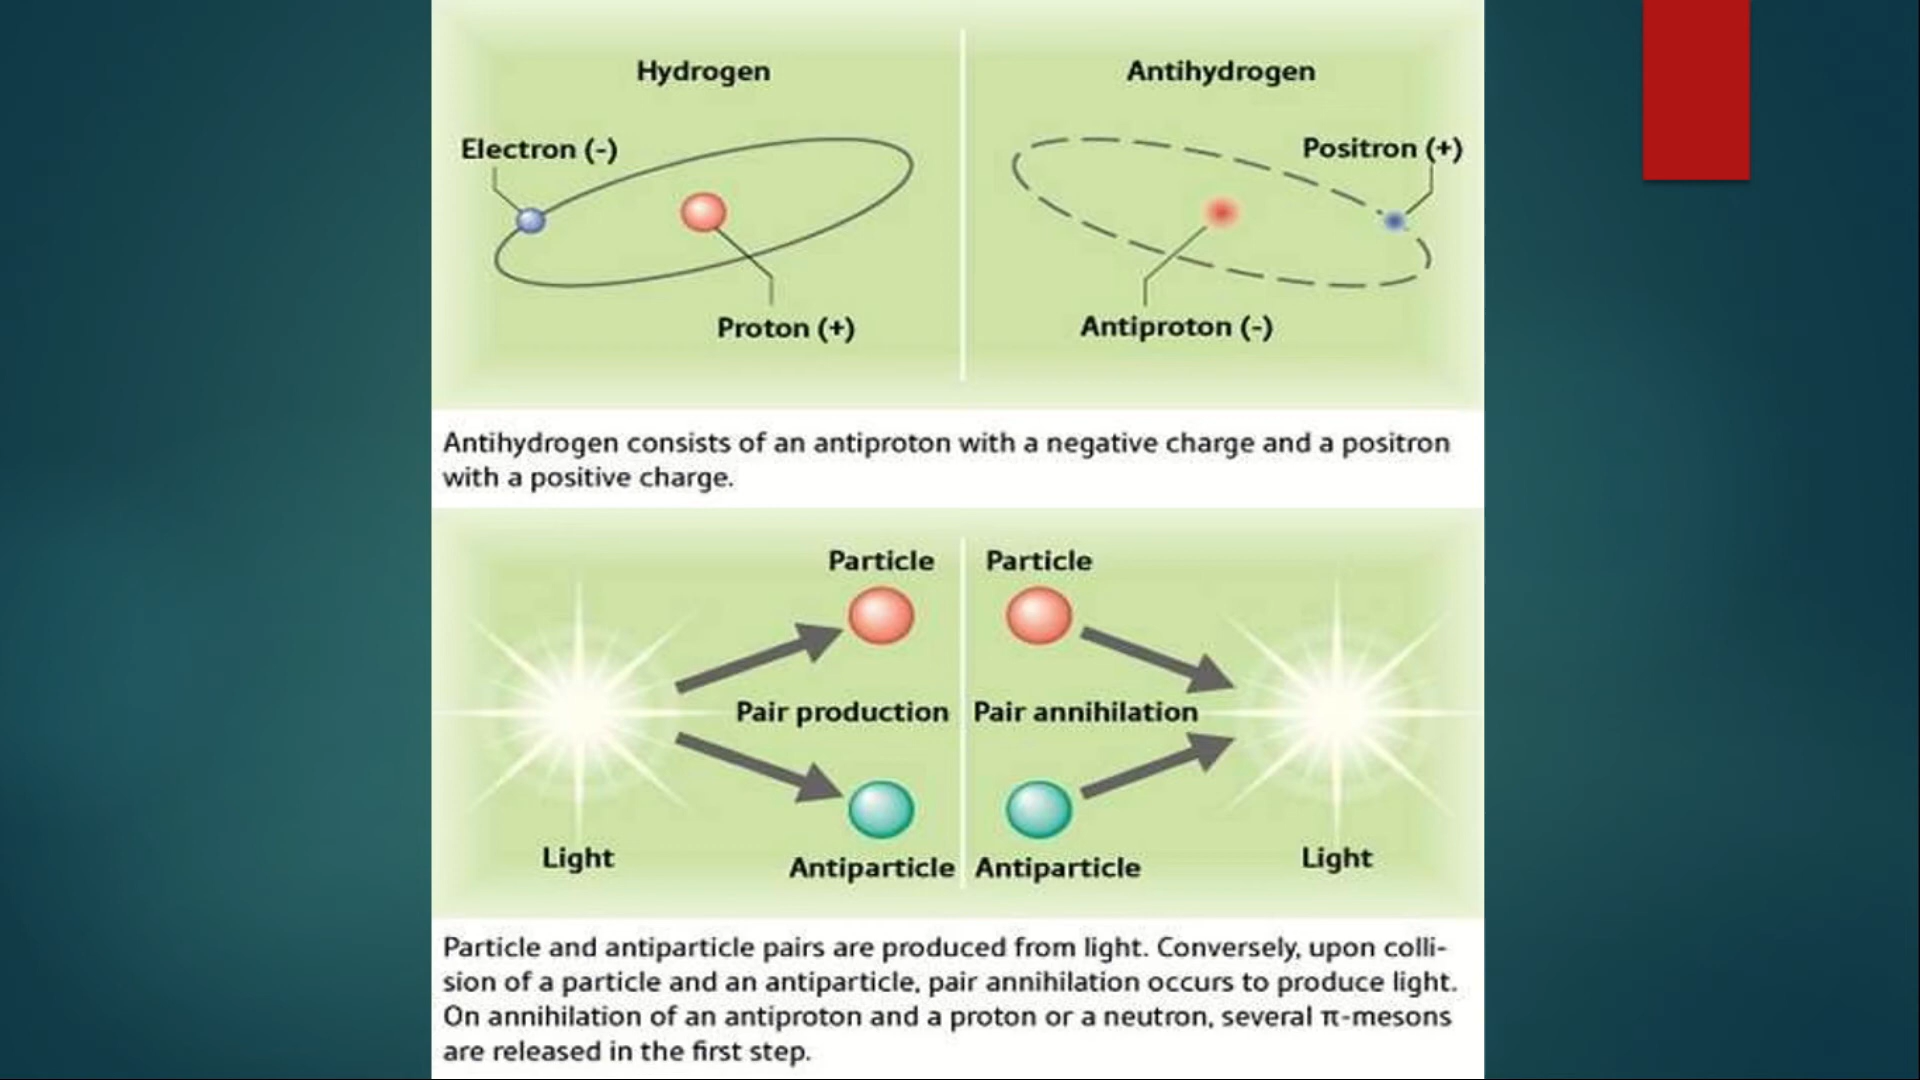 Hydrogen
Antihydrogen
Electron (-)
Positron (+)
Proton (+)
Antiproton (-)
Antihydrogen consists of an antiproton with a negative charge and a positron
with a positive charge.
Particle
Particle
Pair production
Pair annihilation
Light
Antiparticle
Antiparticle
Light
Particle and antiparticle pairs are produced from light. Conversely, upon colli-
sion of a particle and an antiparticle, pair annihilation occurs to produce light.
On annihilation of an antiproton and a proton or a neutron, several π-mesons
are released in the first step.